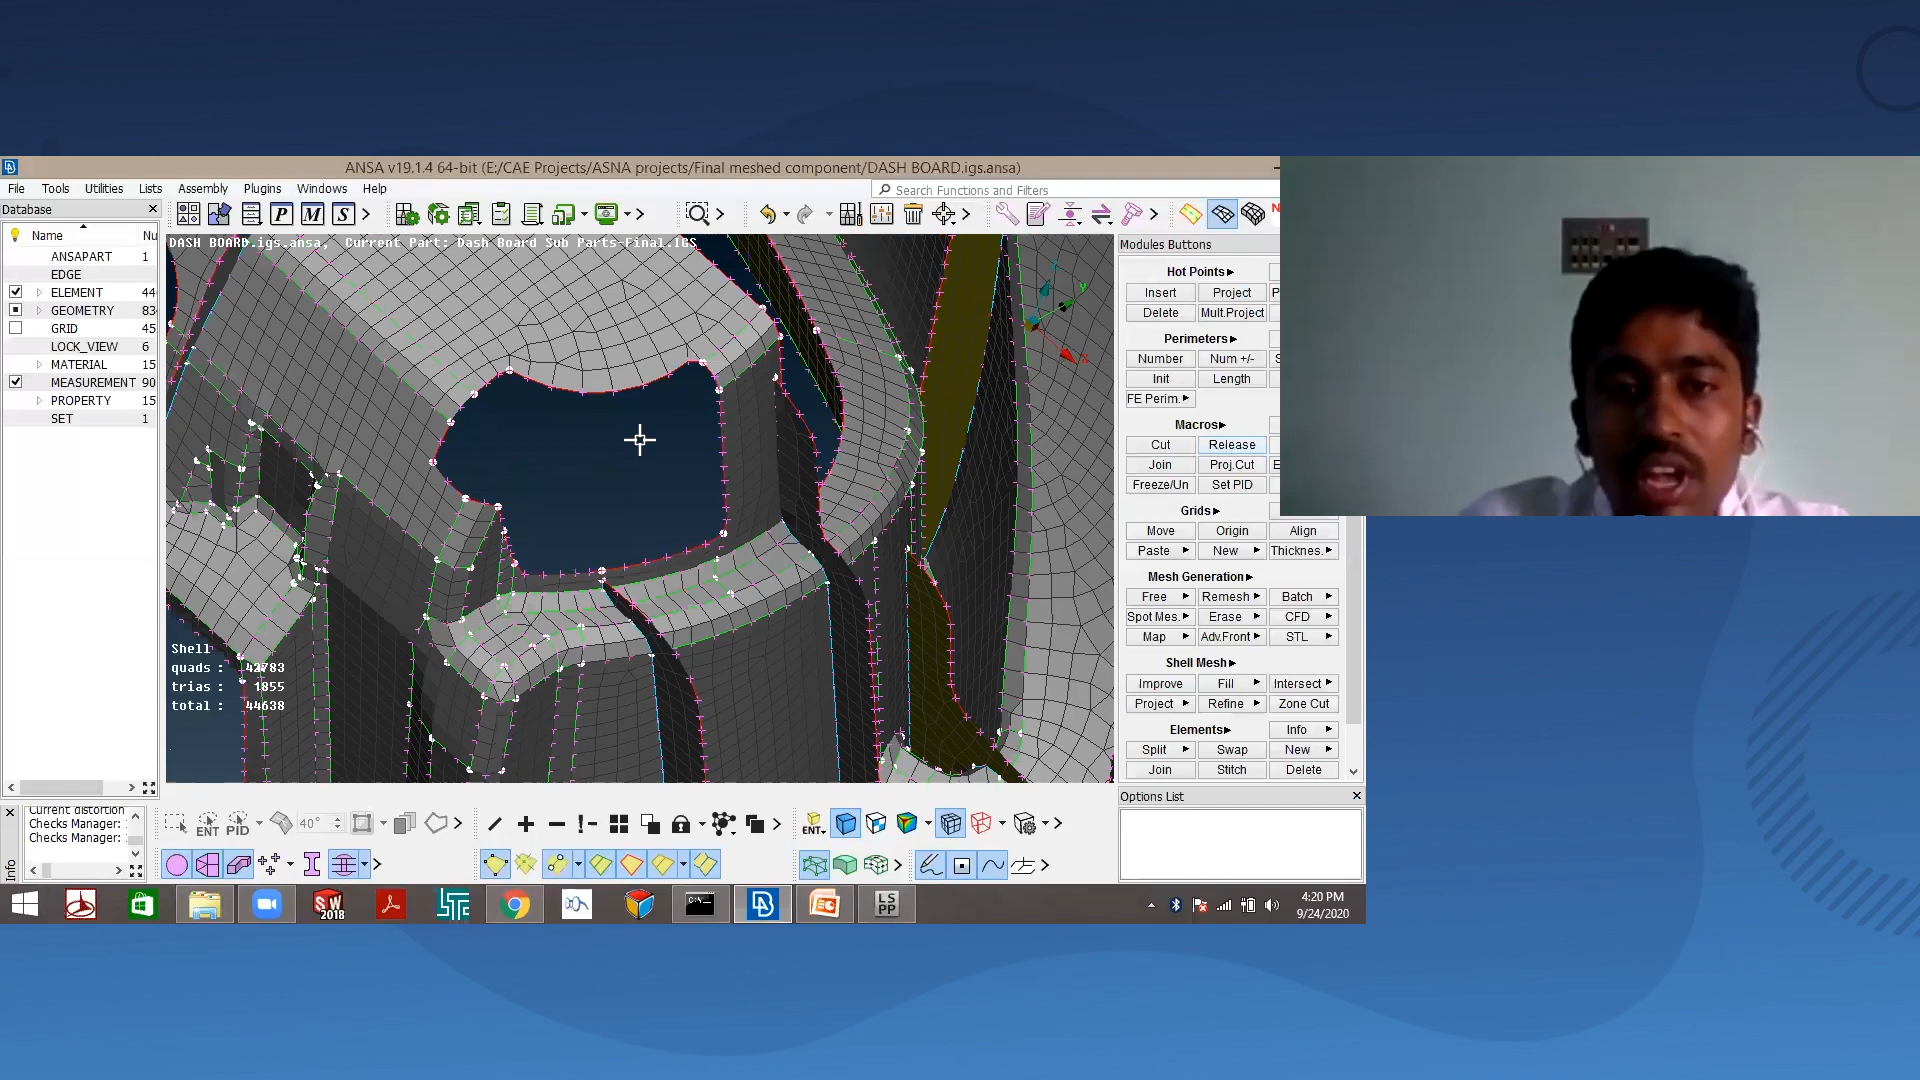 ANSA v19.1.4 64-bit (E:/CAE Projects/ASNA projects/Final meshed component/DASH BOARD.igs.ansa)
File Tools Utilities Lists Assembly Plugins Windows Help
Search Functions and Filters
Database
P M S
N
Name Nu
ANSAPART 1
EDGE
ELEMENT 44
GEOMETRY 83
GRID 45
LOCK_VIEW 6
MATERIAL 15
MEASUREMENT 90
PROPERTY 15
SET 1
DASH BOARD.igs.ansa, Current Part: Dash Board Sub Parts-Final.IGS
Y
X
Shell
quads : 42783
trias : 1855
total : 44638
Modules Buttons
Hot Points
Insert Project P
Delete Mult.Project
Perimeters
Number Num +/- S
Init Length
FE Perim.
Macros
Cut Release
Join Proj.Cut E
Freeze/Un Set PID
Grids
Move Origin Align
Paste New Thicknes.
Mesh Generation
Free Remesh Batch
Spot Mes. Erase CFD
Map Adv.Front STL
Shell Mesh
Improve Fill Intersect
Project Refine Zone Cut
Elements Info
Split Swap New
Join Stitch Delete
Options List
Info
Current distortion
Checks Manager:
Checks Manager:
ENT PID 40°
ENT
SW
2018
C:\
LS
PP
4:20 PM
9/24/2020